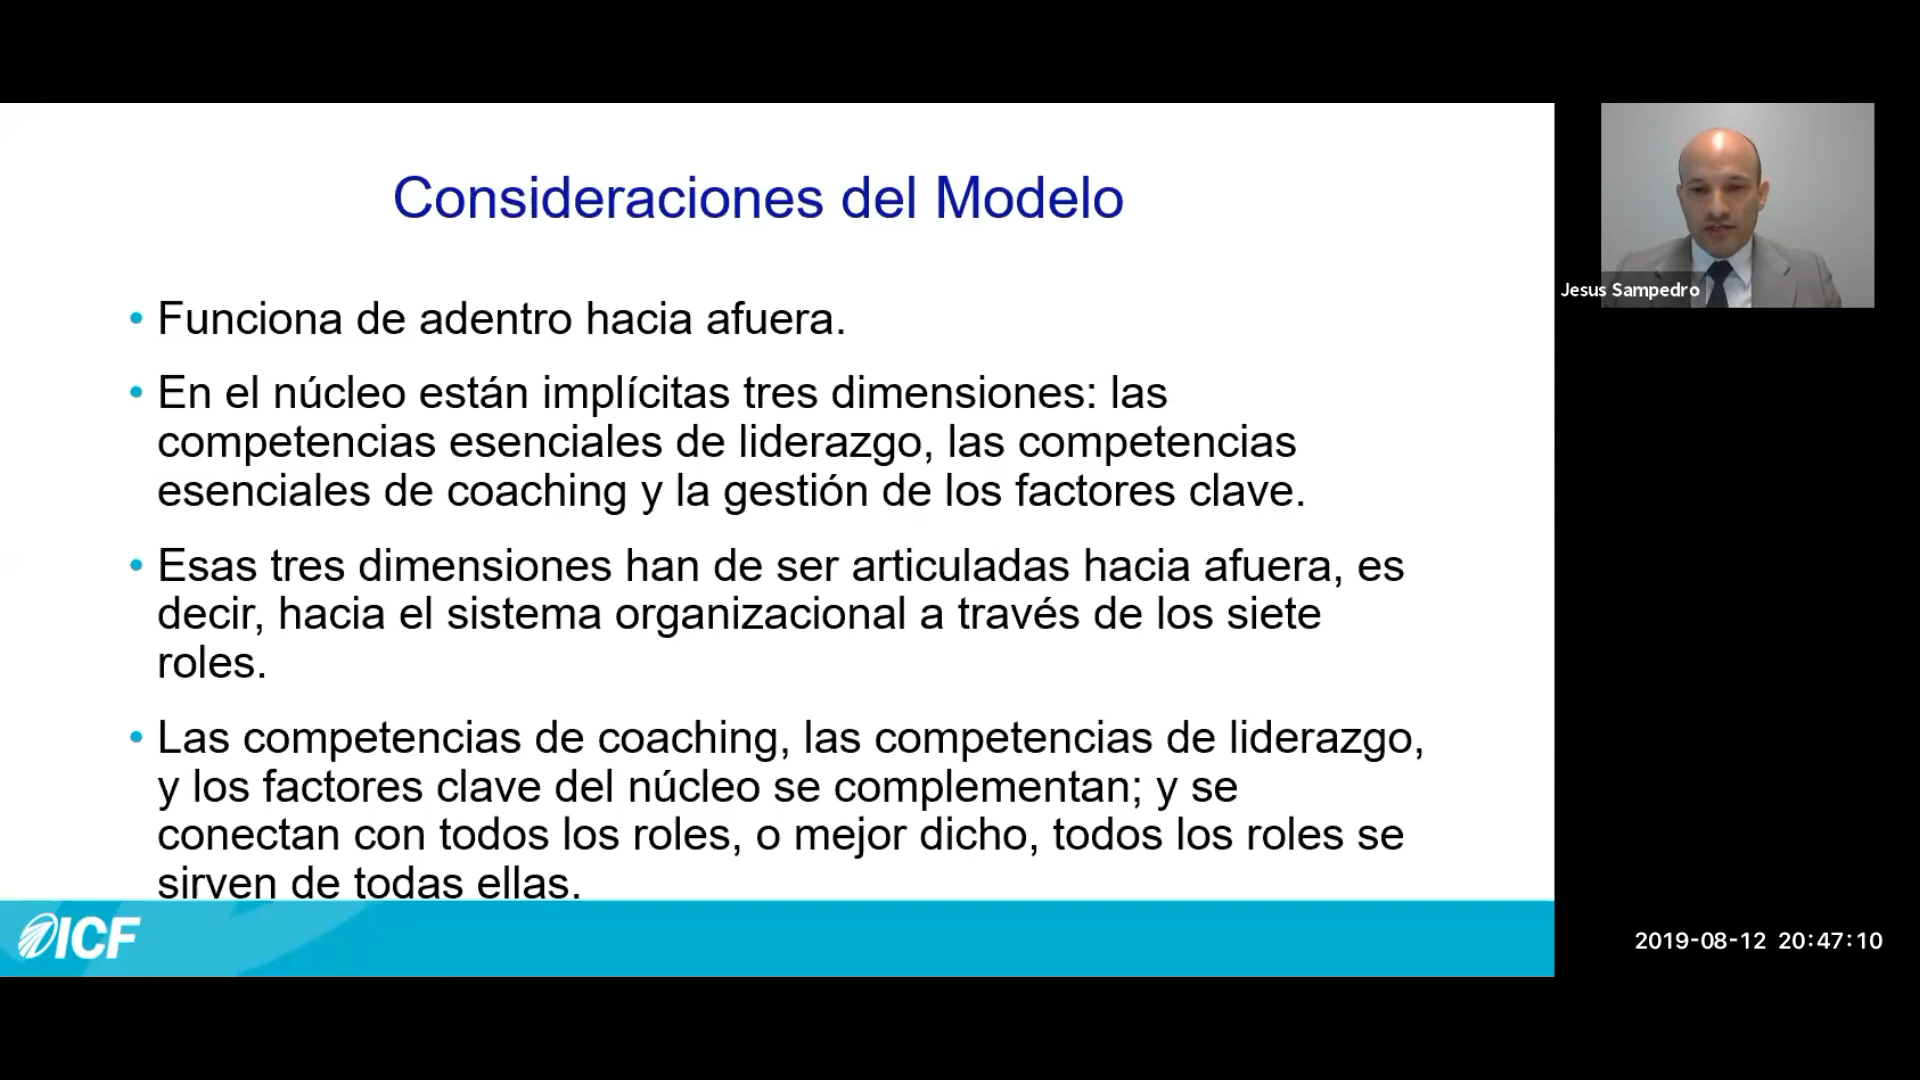 Consideraciones del Modelo
• Funciona de adentro hacia afuera.
• En el núcleo están implícitas tres dimensiones: las
competencias esenciales de liderazgo, las competencias
esenciales de coaching y la gestión de los factores clave.
• Esas tres dimensiones han de ser articuladas hacia afuera, es
decir, hacia el sistema organizacional a través de los siete
roles.
• Las competencias de coaching, las competencias de liderazgo,
y los factores clave del núcleo se complementan; y se
conectan con todos los roles, o mejor dicho, todos los roles se
sirven de todas ellas.
ICF
Jesus Sampedro
2019-08-12 20:47:10